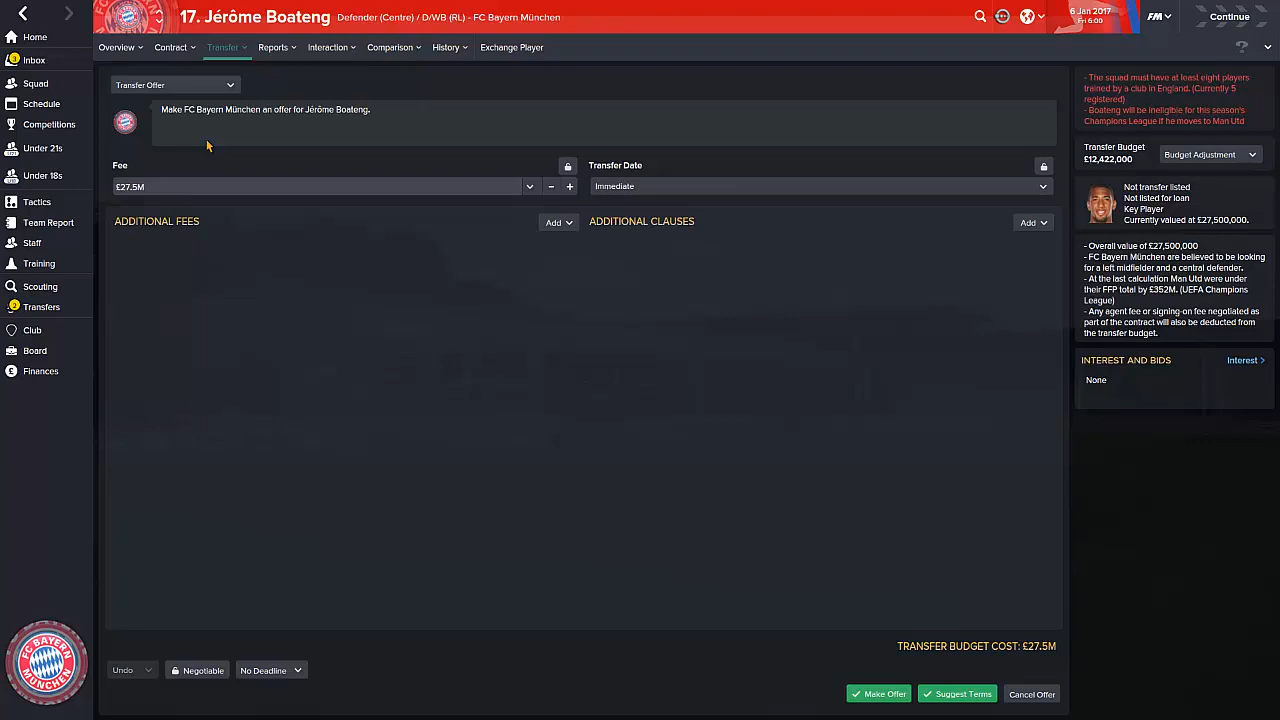 17. Jérôme Boateng Defender (Centre) / D/WB (RL) - FC Bayern München
6 Jan 2017
Fri 6:00
FM
Continue
Home
Overview
Contract
Transfer
Reports
Interaction
Comparison
History
Exchange Player
Inbox
Squad
Schedule
Competitions
Under 21s
Under 18s
Tactics
Team Report
Staff
Training
Scouting
2
Transfers
Club
Board
Finances
FC BAYERN
MÜNCHEN
Transfer Offer
Make FC Bayern München an offer for Jérôme Boateng.
Fee
£27.5M
Transfer Date
Immediate
ADDITIONAL FEES
Add
ADDITIONAL CLAUSES
Add
TRANSFER BUDGET COST: £27.5M
Undo
Negotiable
No Deadline
Make Offer
Suggest Terms
Cancel Offer
- The squad must have at least eight players
trained by a club in England. (Currently 5
registered)
- Boateng will be ineligible for this season's
Champions League if he moves to Man Utd
Transfer Budget
£12,422,000
Budget Adjustment
Not transfer listed
Not listed for loan
Key Player
Currently valued at £27,500,000.
- Overall value of £27,500,000
- FC Bayern München are believed to be looking
for a left midfielder and a central defender.
- At the last calculation Man Utd were under
their FFP total by £352M. (UEFA Champions
League)
- Any agent fee or signing-on fee negotiated as
part of the contract will also be deducted from
the transfer budget.
INTEREST AND BIDS
Interest >
None